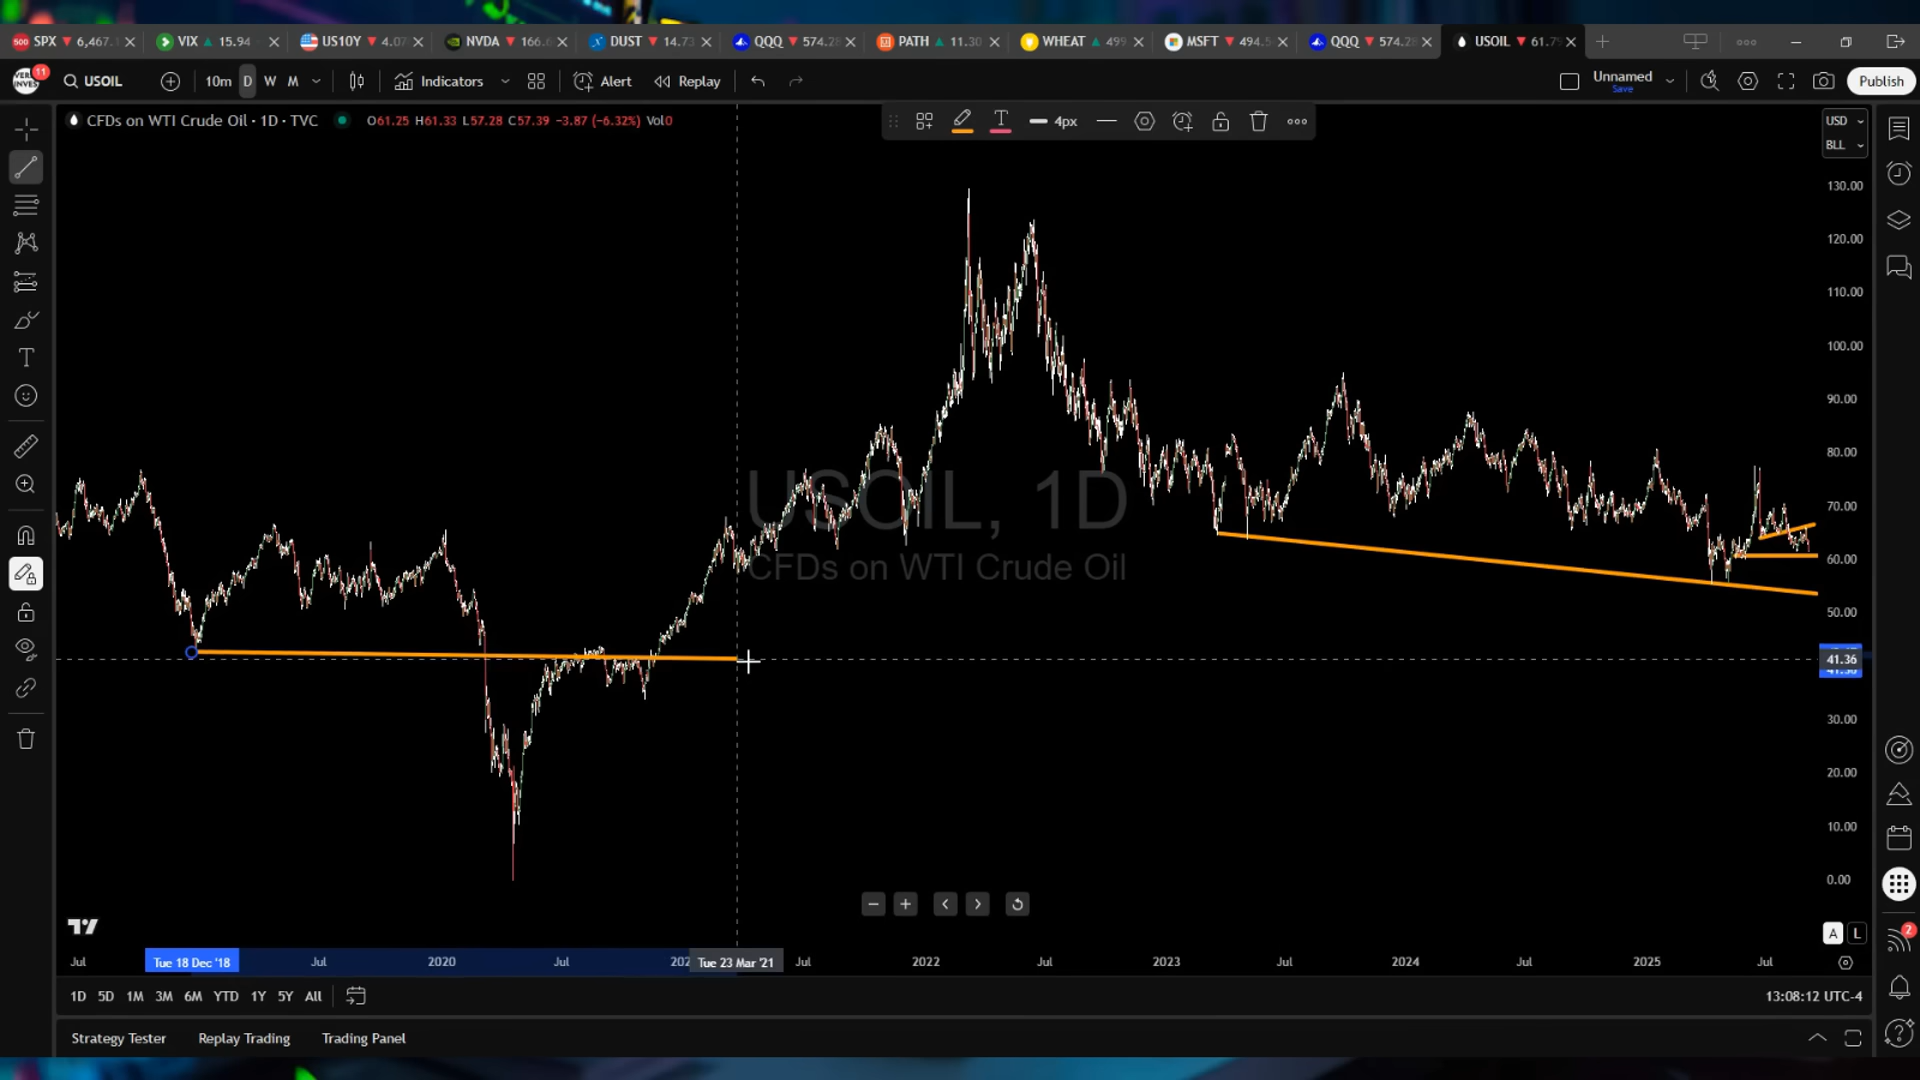 SPX 6,467.1 VIX 15.94 US10Y 4.07 NVDA 166.6 DUST 14.73 QQQ 574.28 PATH 11.30 WHEAT 499 MSFT 494.5 QQQ 574.28 USOIL 61.79
11 USOIL 10m D W M Indicators Alert Replay Unnamed Save Publish
CFDs on WTI Crude Oil · 1D · TVC O61.25 H61.33 L57.28 C57.39 −3.87 (−6.32%) Vol0
T 4px
USD
BLL
130.00
120.00
110.00
100.00
90.00
80.00
70.00
60.00
50.00
41.36
30.00
20.00
10.00
0.00
USOIL, 1D
CFDs on WTI Crude Oil
A L
Jul Tue 18 Dec '18 Jul 2020 Jul Tue 23 Mar '21 Jul 2022 Jul 2023 Jul 2024 Jul 2025 Jul
2
1D 5D 1M 3M 6M YTD 1Y 5Y All 13:08:12 UTC-4
Strategy Tester Replay Trading Trading Panel